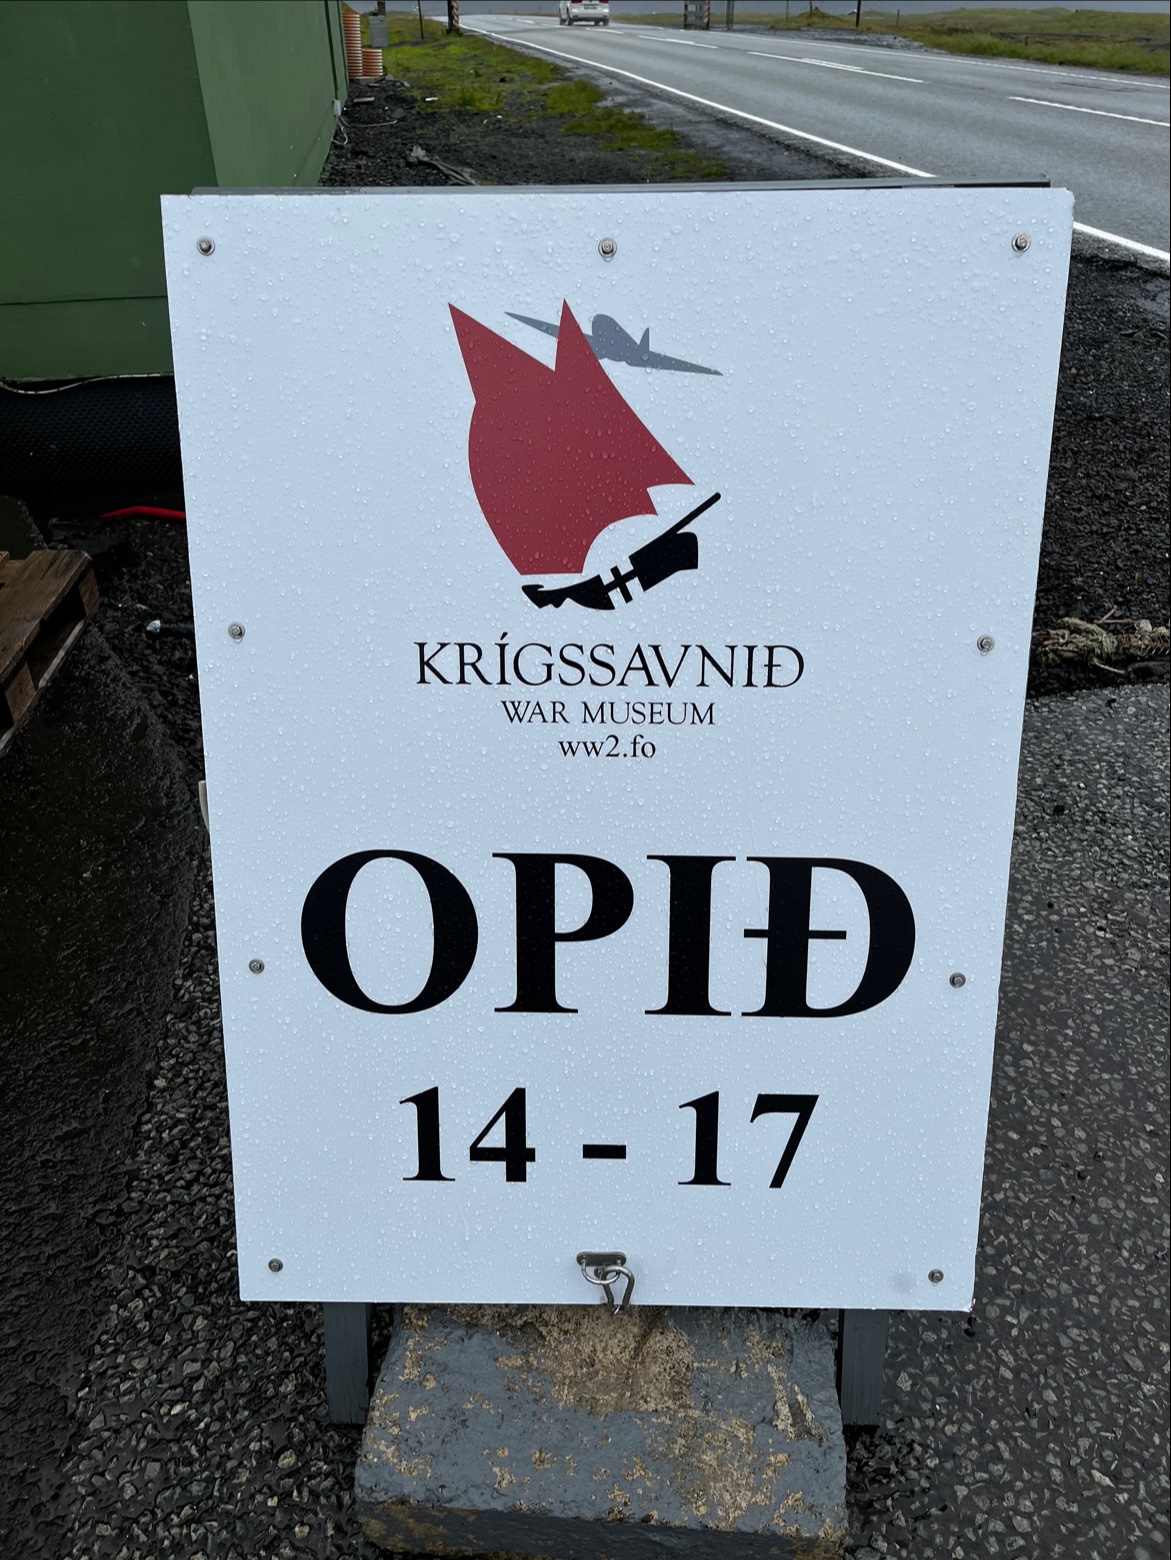 KRÍGSSAVNIÐ
WAR MUSEUM
ww2.fo
OPIÐ
14 - 17